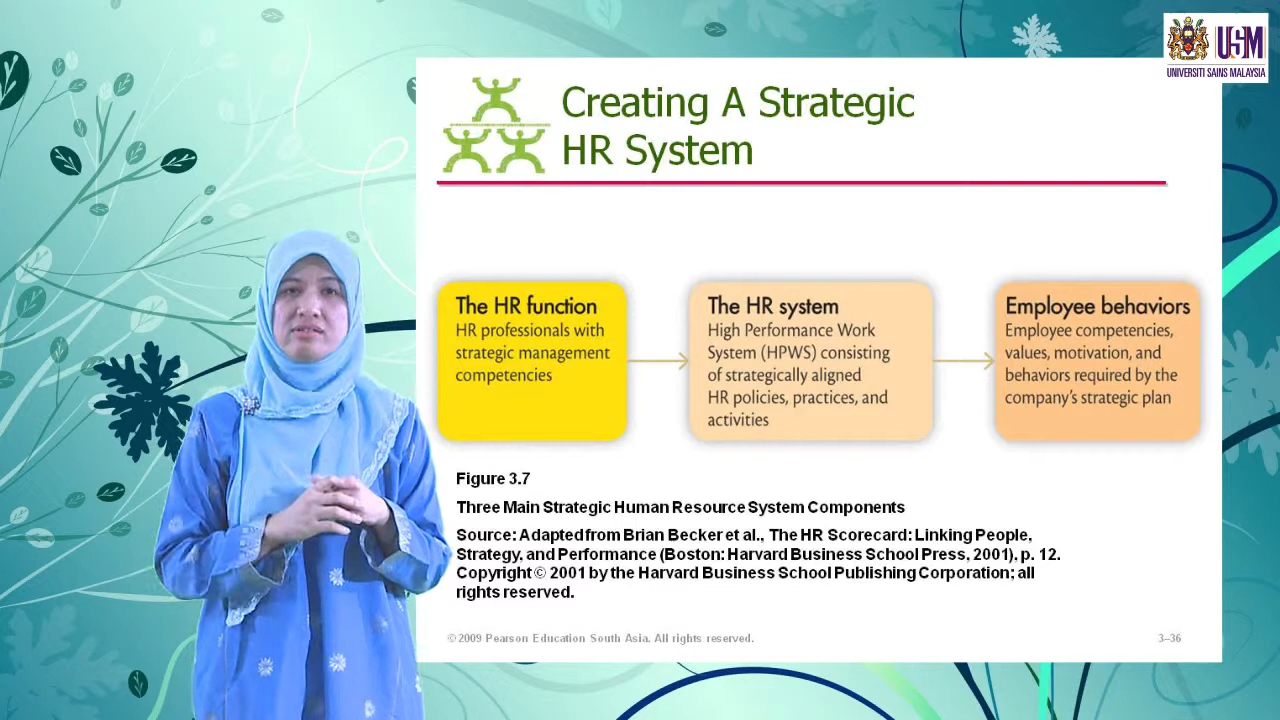 USM
UNIVERSITI SAINS MALAYSIA
Creating A Strategic
HR System
The HR function
HR professionals with
strategic management
competencies
The HR system
High Performance Work
System (HPWS) consisting
of strategically aligned
HR policies, practices, and
activities
Employee behaviors
Employee competencies,
values, motivation, and
behaviors required by the
company's strategic plan
Figure 3.7
Three Main Strategic Human Resource System Components
Source: Adapted from Brian Becker et al., The HR Scorecard: Linking People,
Strategy, and Performance (Boston: Harvard Business School Press, 2001), p. 12.
Copyright © 2001 by the Harvard Business School Publishing Corporation; all
rights reserved.
© 2009 Pearson Education South Asia. All rights reserved.
3–36